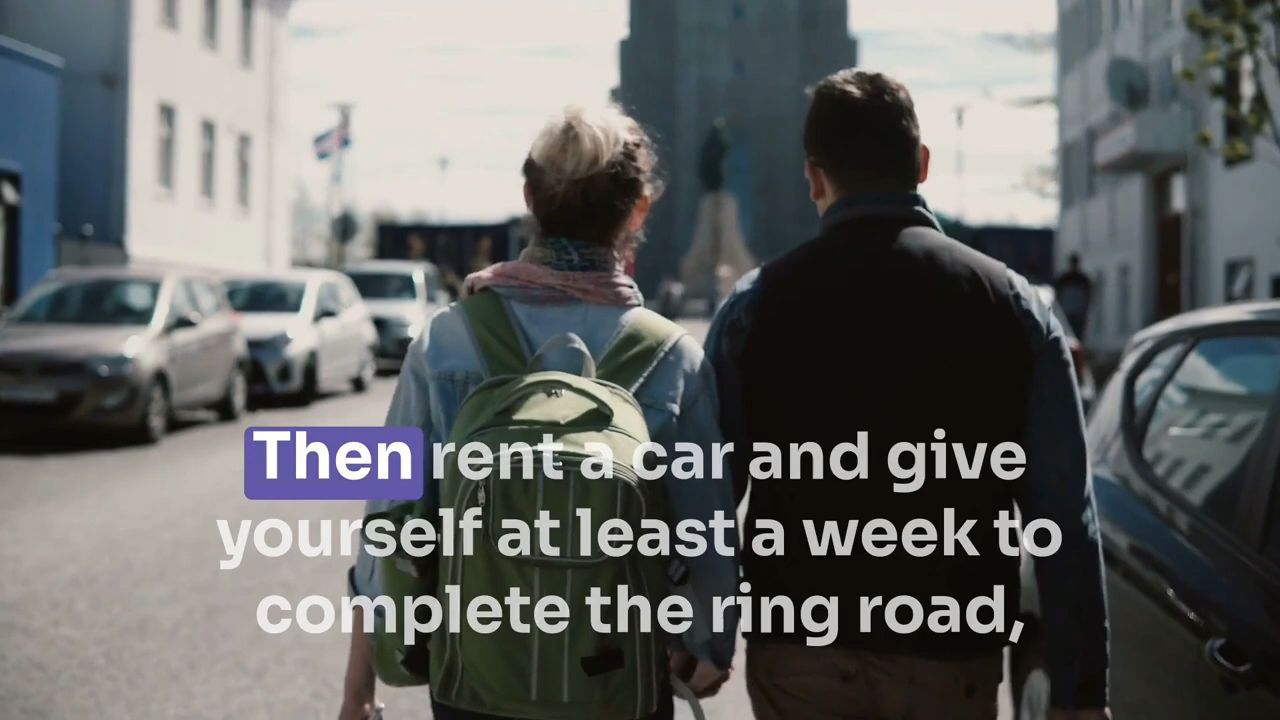 Then rent a car and give
yourself at least a week to
complete the ring road,